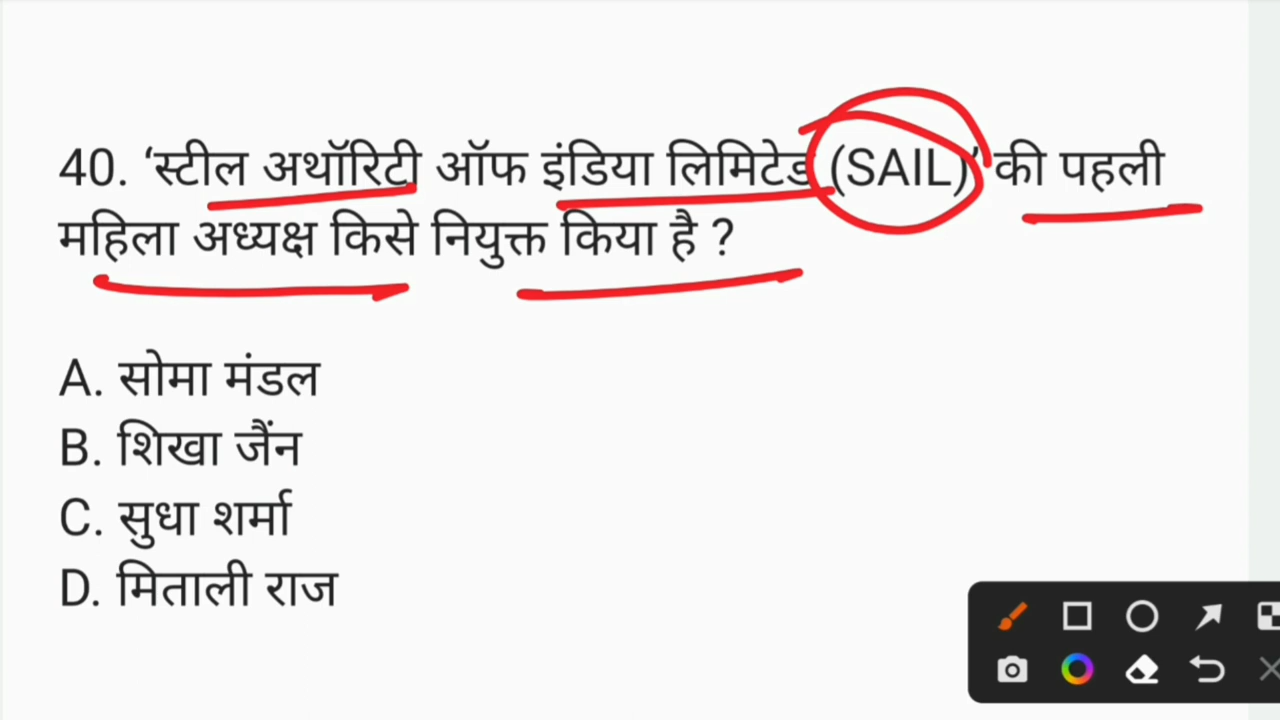 40. ‘स्टील अथॉरिटी ऑफ इंडिया लिमिटेड (SAIL)’ की पहली
महिला अध्यक्ष किसे नियुक्त किया है ?
A. सोमा मंडल
B. शिखा जैंन
C. सुधा शर्मा
D. मिताली राज